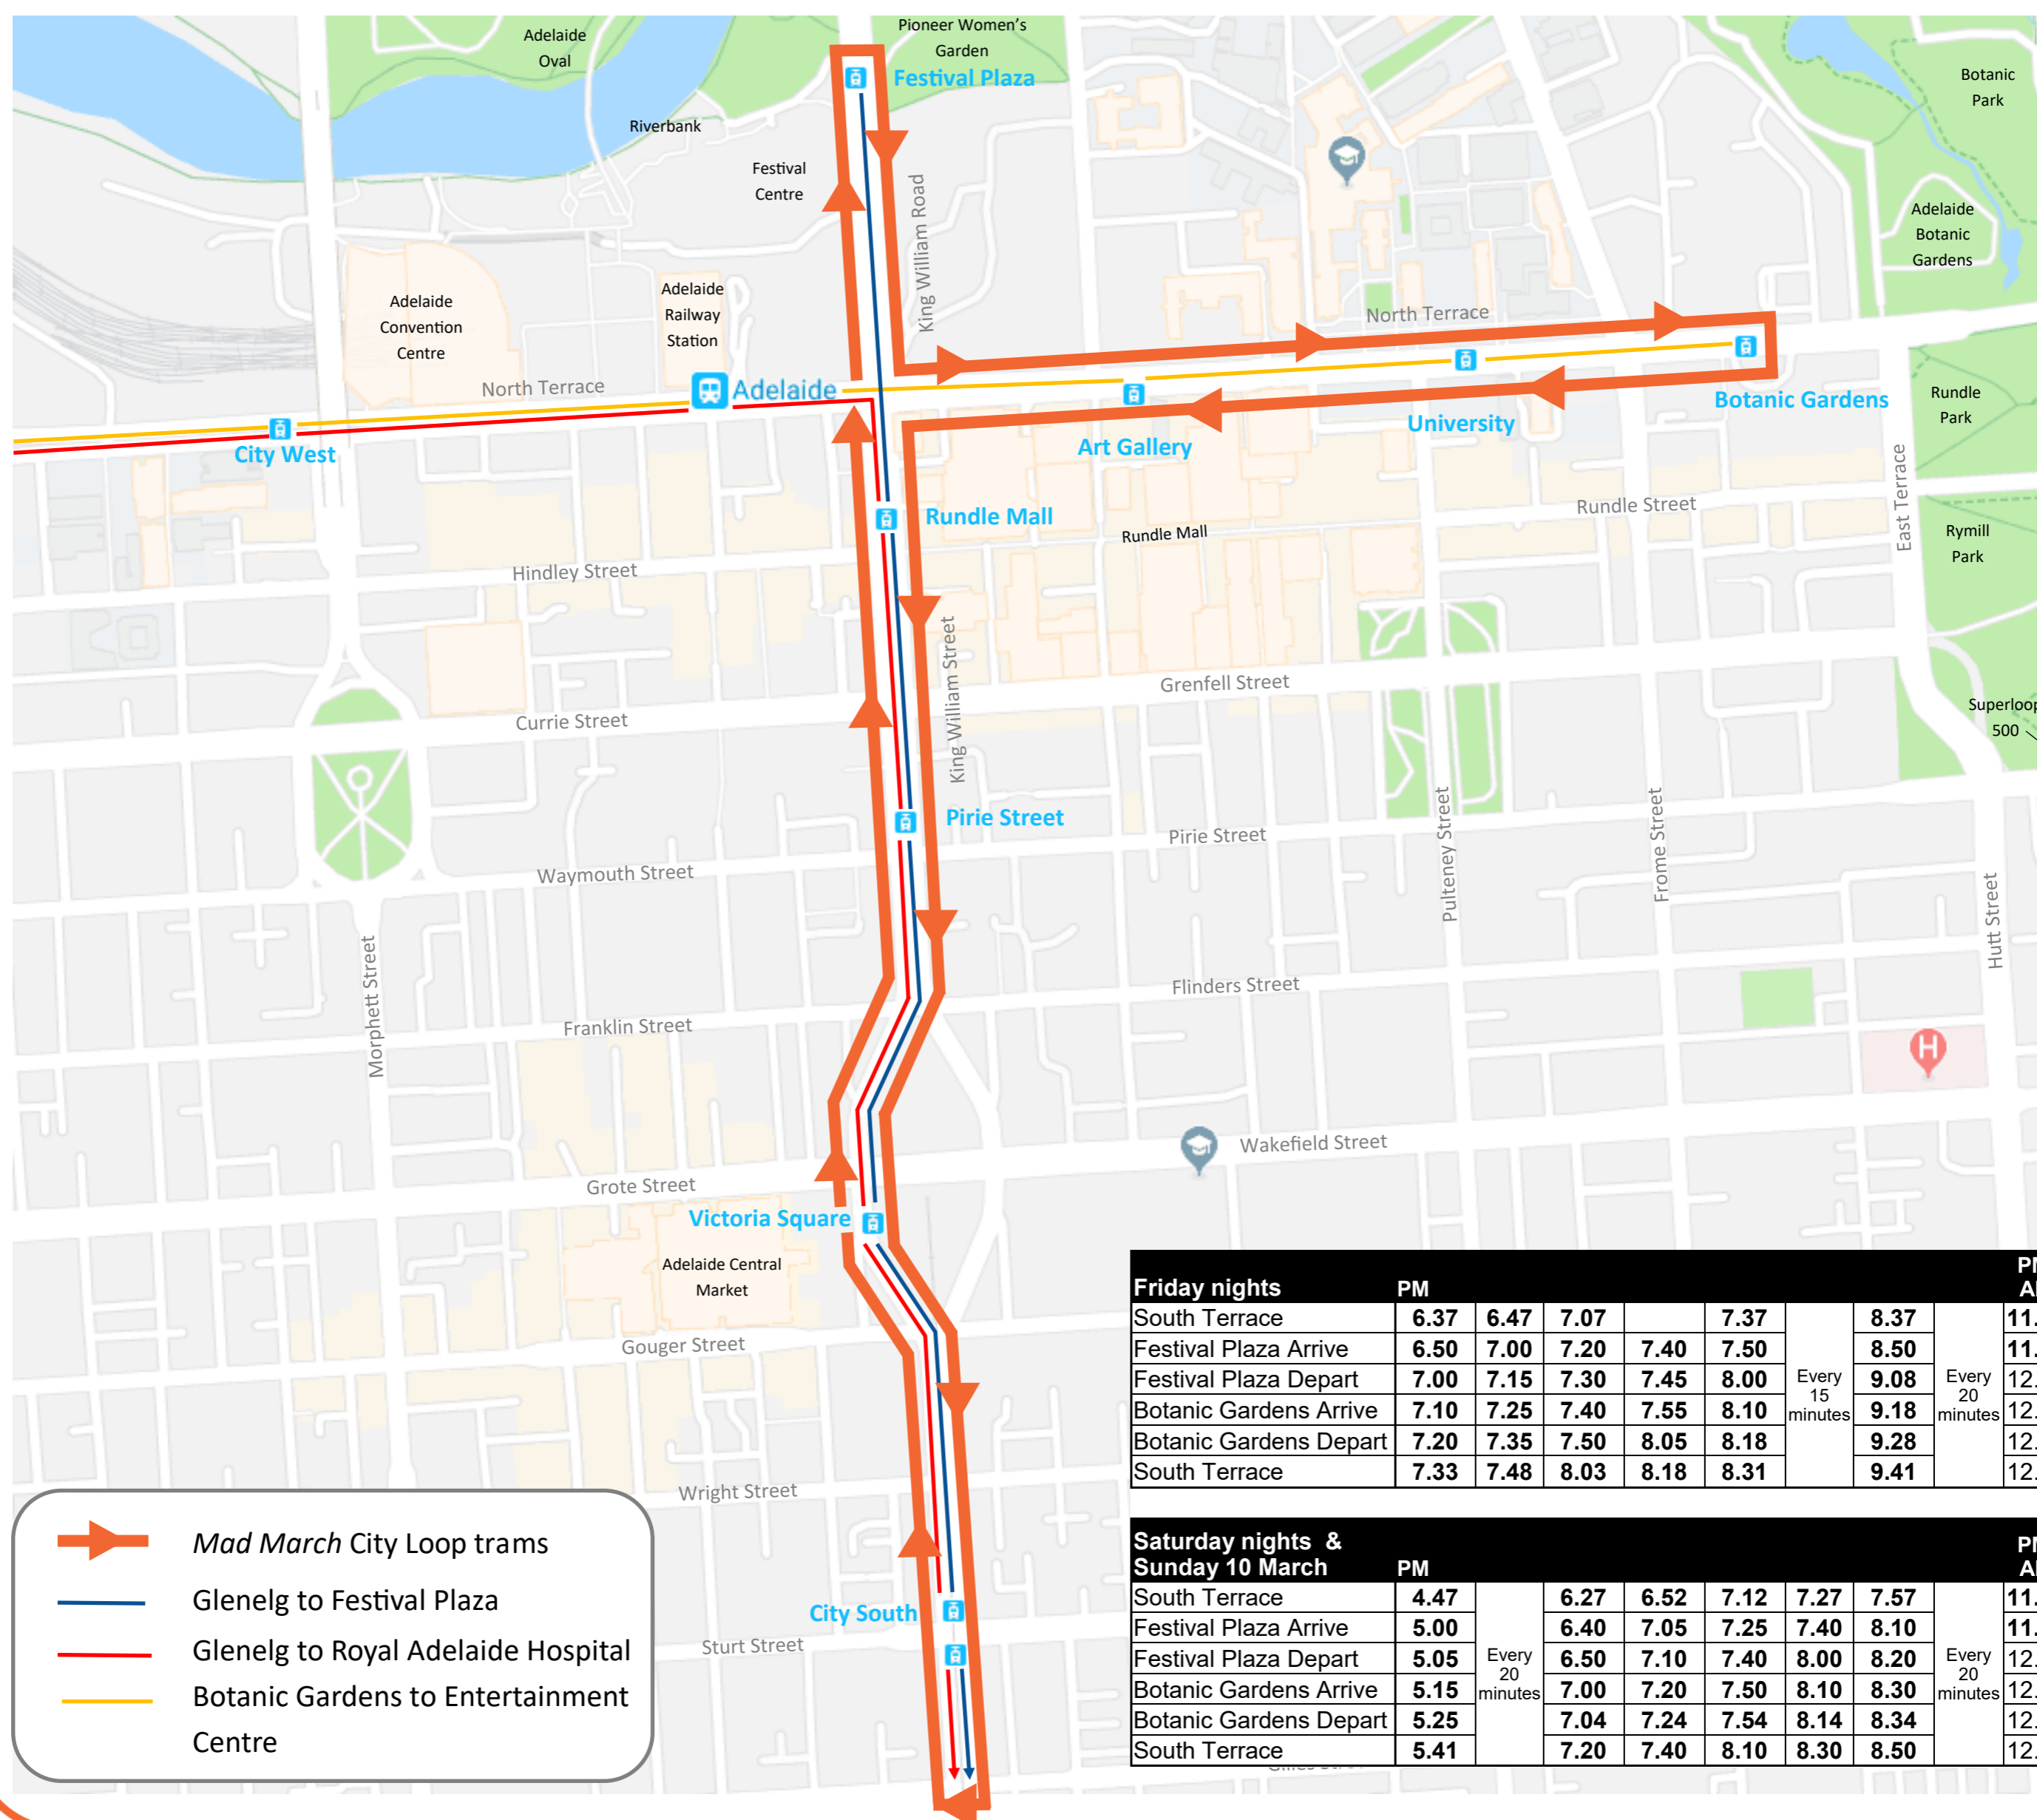 Pioneer Women's
Garden
Adelaide
Oval
Festival Plaza
Botanic
Park
Riverbank
Festival
Centre
King William Road
Adelaide
Botanic
Gardens
Adelaide
Convention
Centre
Adelaide
Railway
Station
North Terrace
North Terrace
Adelaide
Botanic Gardens
Rundle
Park
University
Art Gallery
City West
East Terrace
Rundle Street
Rundle Mall
Rundle Mall
Rymill
Park
Hindley Street
King William Street
Grenfell Street
Currie Street
Superloop
500
Pirie Street
Pirie Street
Pulteney Street
Frome Street
Waymouth Street
Hutt Street
Morphett Street
Flinders Street
Franklin Street
H
Wakefield Street
Grote Street
Victoria Square
Adelaide Central
Market
Gouger Street
Wright Street
City South
Sturt Street
Friday nights PM
South Terrace 6.37 6.47 7.07 7.37 8.37 11.
Festival Plaza Arrive 6.50 7.00 7.20 7.40 7.50 8.50 11.
Festival Plaza Depart 7.00 7.15 7.30 7.45 8.00 Every 15 minutes 9.08 Every 20 minutes 12.
Botanic Gardens Arrive 7.10 7.25 7.40 7.55 8.10 9.18 12.
Botanic Gardens Depart 7.20 7.35 7.50 8.05 8.18 9.28 12.
South Terrace 7.33 7.48 8.03 8.18 8.31 9.41 12.
Saturday nights &
Sunday 10 March PM
South Terrace 4.47 6.27 6.52 7.12 7.27 7.57 11.
Festival Plaza Arrive 5.00 6.40 7.05 7.25 7.40 8.10 11.
Festival Plaza Depart 5.05 Every 20 minutes 6.50 7.10 7.40 8.00 8.20 Every 20 minutes 12.
Botanic Gardens Arrive 5.15 7.00 7.20 7.50 8.10 8.30 12.
Botanic Gardens Depart 5.25 7.04 7.24 7.54 8.14 8.34 12.
South Terrace 5.41 7.20 7.40 8.10 8.30 8.50 12.
Mad March City Loop trams
Glenelg to Festival Plaza
Glenelg to Royal Adelaide Hospital
Botanic Gardens to Entertainment
Centre